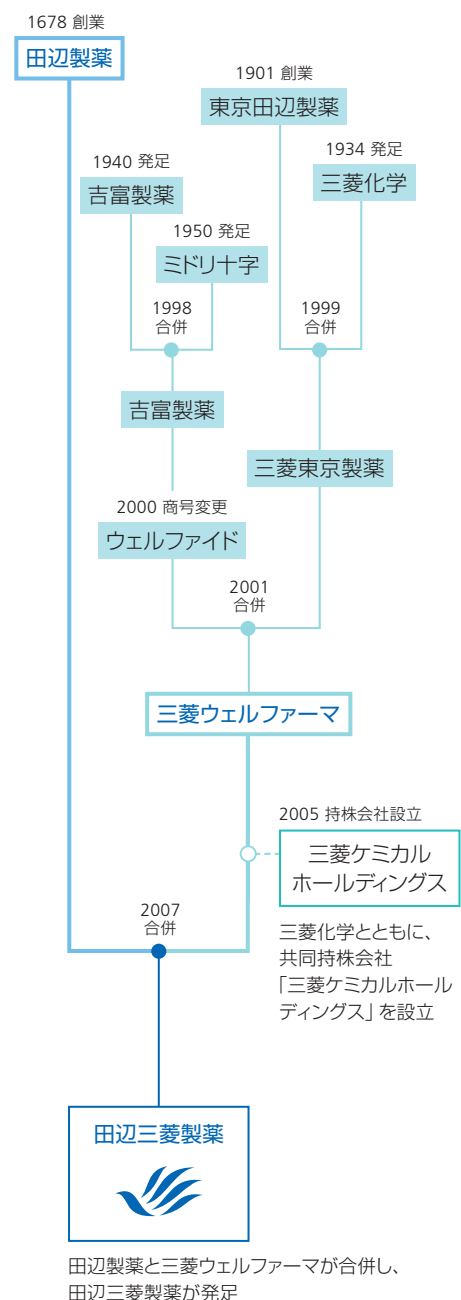 1678 創業
田辺製薬
1901 創業
東京田辺製薬
1940 発足
吉富製薬
1934 発足
三菱化学
1950 発足
ミドリ十字
1998
合併
1999
合併
吉富製薬
三菱東京製薬
2000 商号変更
ウェルファイド
2001
合併
三菱ウェルファーマ
2005 持株会社設立
三菱ケミカル
ホールディングス
三菱化学とともに、
共同持株会社
「三菱ケミカルホール
ディングス」を設立
2007
合併
田辺三菱製薬
田辺製薬と三菱ウェルファーマが合併し、
田辺三菱製薬が発足